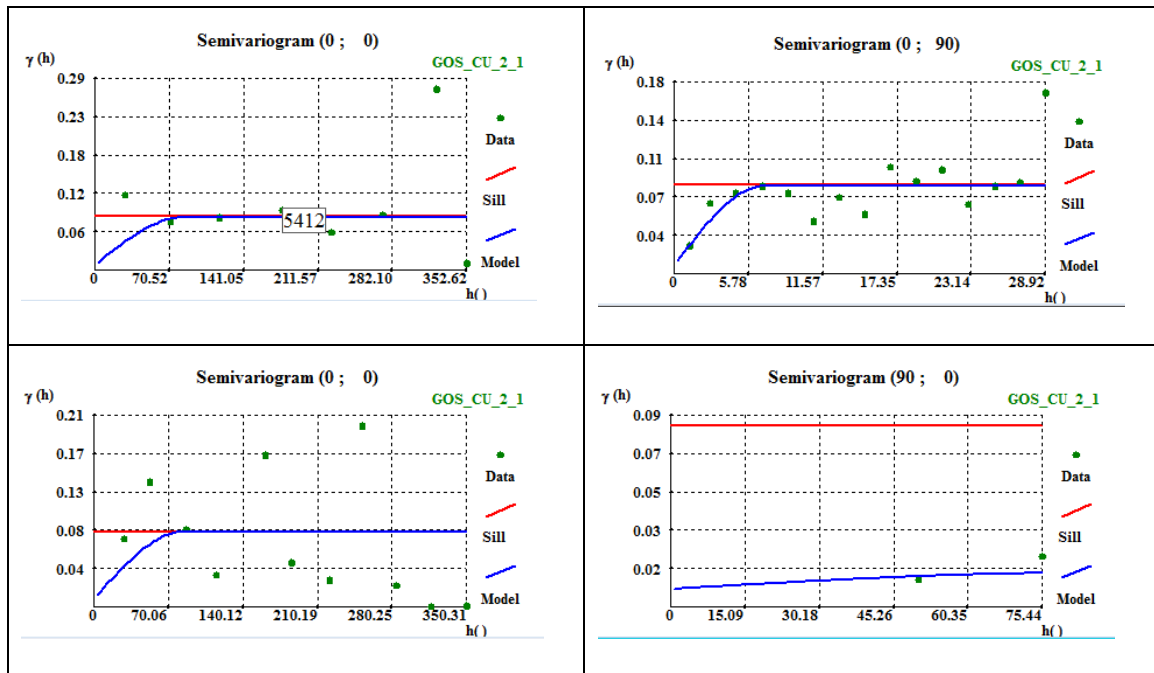 Semivariogram (0 ; 0)
γ (h)
GOS_CU_2_1
0.29
0.23
0.18
0.12
0.06
5412
Data
Sill
Model
0 70.52 141.05 211.57 282.10 352.62
h( )
Semivariogram (0 ; 90)
γ (h)
GOS_CU_2_1
0.18
0.14
0.11
0.07
0.04
Data
Sill
Model
0 5.78 11.57 17.35 23.14 28.92
h( )
Semivariogram (0 ; 0)
γ (h)
GOS_CU_2_1
0.21
0.17
0.13
0.08
0.04
Data
Sill
Model
0 70.06 140.12 210.19 280.25 350.31
h( )
Semivariogram (90 ; 0)
γ (h)
GOS_CU_2_1
0.09
0.07
0.05
0.03
0.02
Data
Sill
Model
0 15.09 30.18 45.26 60.35 75.44
h( )